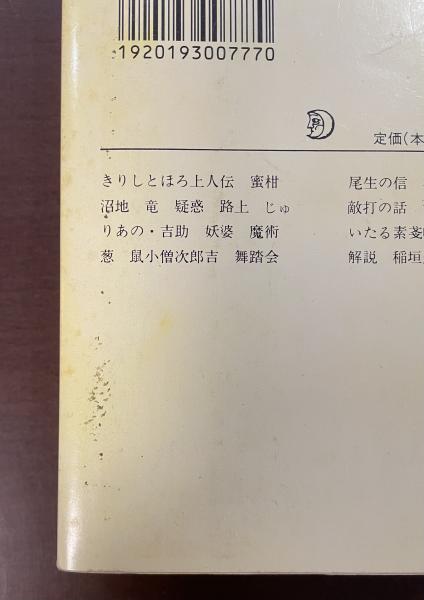 1920193007770
定価(本
きりしとほろ上人伝 蜜柑
沼地 竜 疑惑 路上 じゅ
りあの・吉助 妖婆 魔術
葱 鼠小僧次郎吉 舞踏会
尾生の信
敵打の話
いたる素戔
解説 稲垣